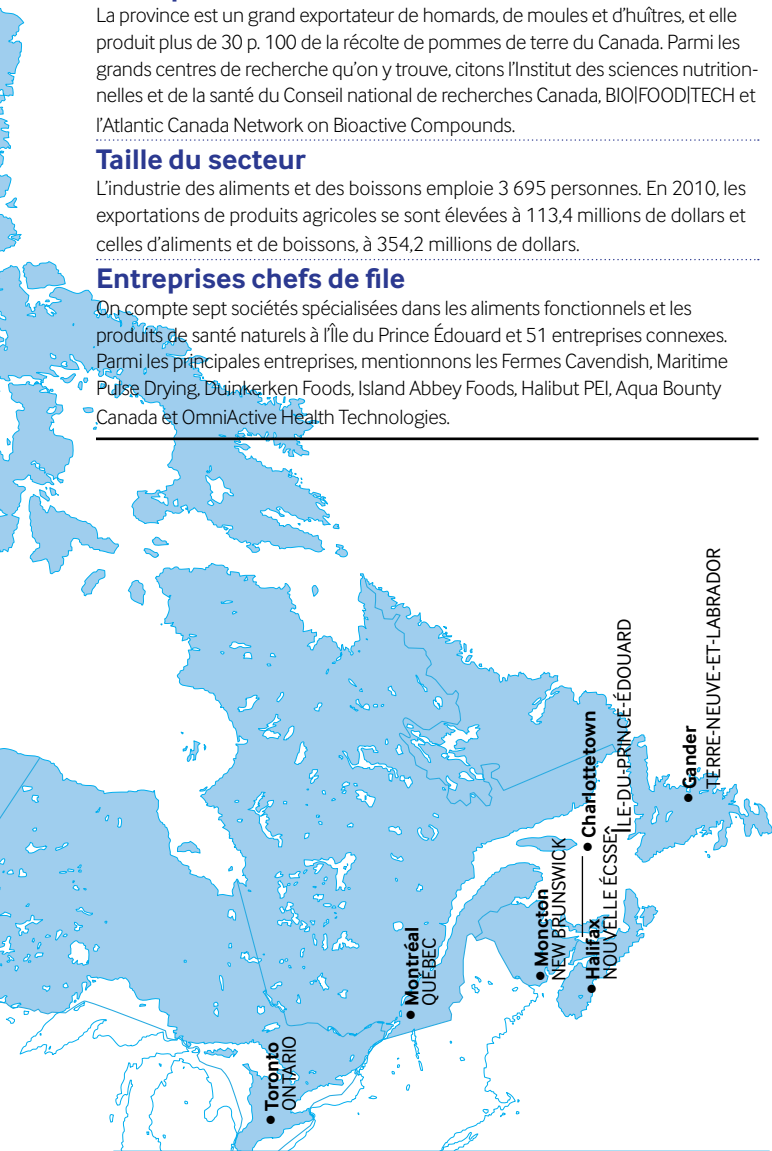 La province est un grand exportateur de homards, de moules et d'huîtres, et elle
produit plus de 30 p. 100 de la récolte de pommes de terre du Canada. Parmi les
grands centres de recherche qu'on y trouve, citons l'Institut des sciences nutrition-
nelles et de la santé du Conseil national de recherches Canada, BIO|FOOD|TECH et
l'Atlantic Canada Network on Bioactive Compounds.
Taille du secteur
L'industrie des aliments et des boissons emploie 3 695 personnes. En 2010, les
exportations de produits agricoles se sont élevées à 113,4 millions de dollars et
celles d'aliments et de boissons, à 354,2 millions de dollars.
Entreprises chefs de file
On compte sept sociétés spécialisées dans les aliments fonctionnels et les
produits de santé naturels à l'Île du Prince Édouard et 51 entreprises connexes.
Parmi les principales entreprises, mentionnons les Fermes Cavendish, Maritime
Pulse Drying, Duinkerken Foods, Island Abbey Foods, Halibut PEI, Aqua Bounty
Canada et OmniActive Health Technologies.
• Toronto
ONTARIO
• Montréal
QUÉBEC
• Moncton
NEW BRUNSWICK
• Halifax
NOUVELLE ÉCSSE
• Charlottetown
ÎLE-DU-PRINCE-ÉDOUARD
• Gander
TERRE-NEUVE-ET-LABRADOR